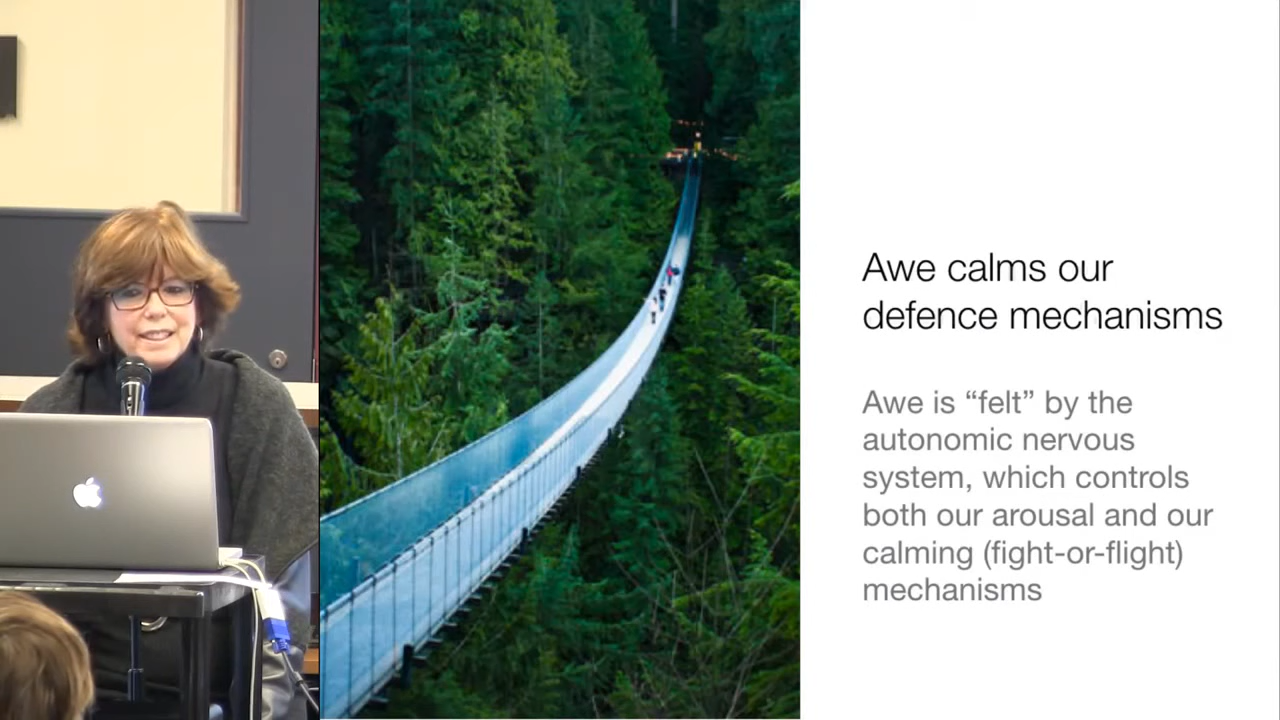 Awe calms our
defence mechanisms
Awe is “felt” by the
autonomic nervous
system, which controls
both our arousal and our
calming (fight-or-flight)
mechanisms